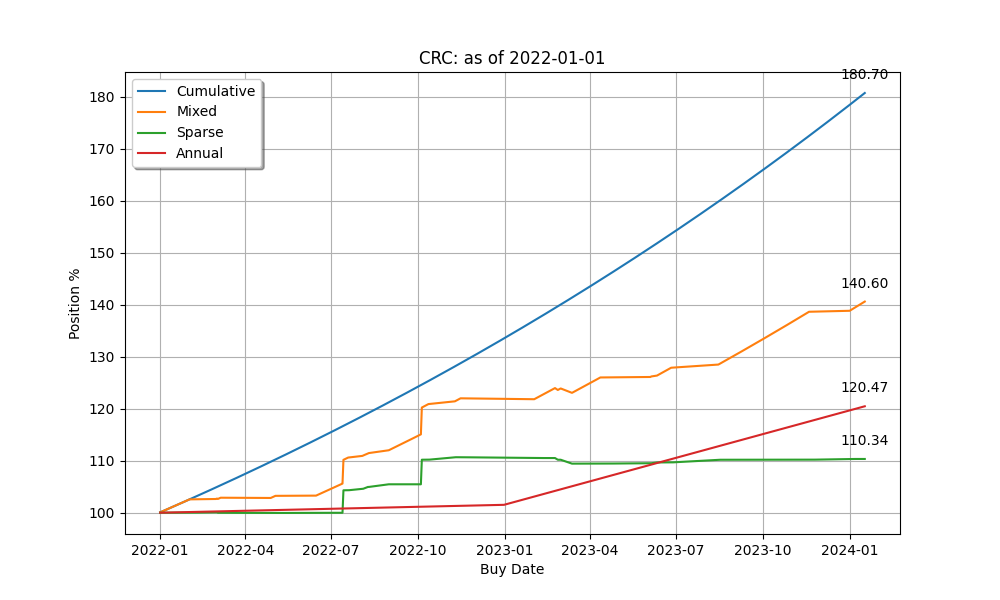 CRC: as of 2022-01-01
180.70
Cumulative
Mixed
Sparse
Annual
140.60
120.47
110.34
Position %
180
170
160
150
140
130
120
110
100
2022-01 2022-04 2022-07 2022-10 2023-01 2023-04 2023-07 2023-10 2024-01
Buy Date